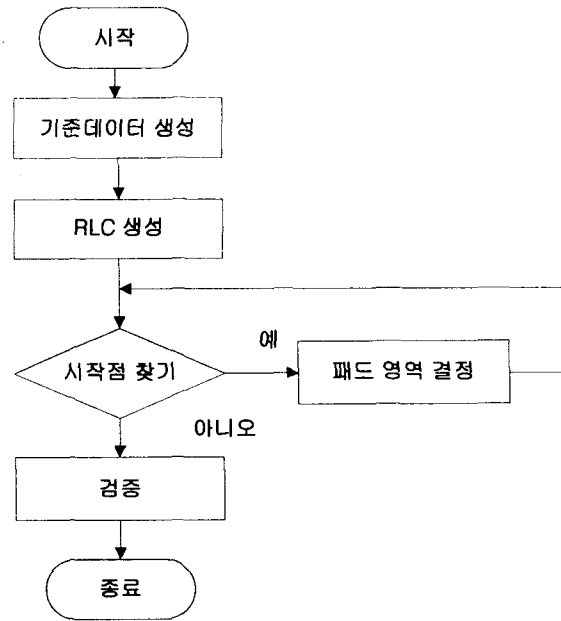 시작
기준데이터 생성
RLC 생성
시작점 찾기
예
패드 영역 결정
아니오
검증
종료